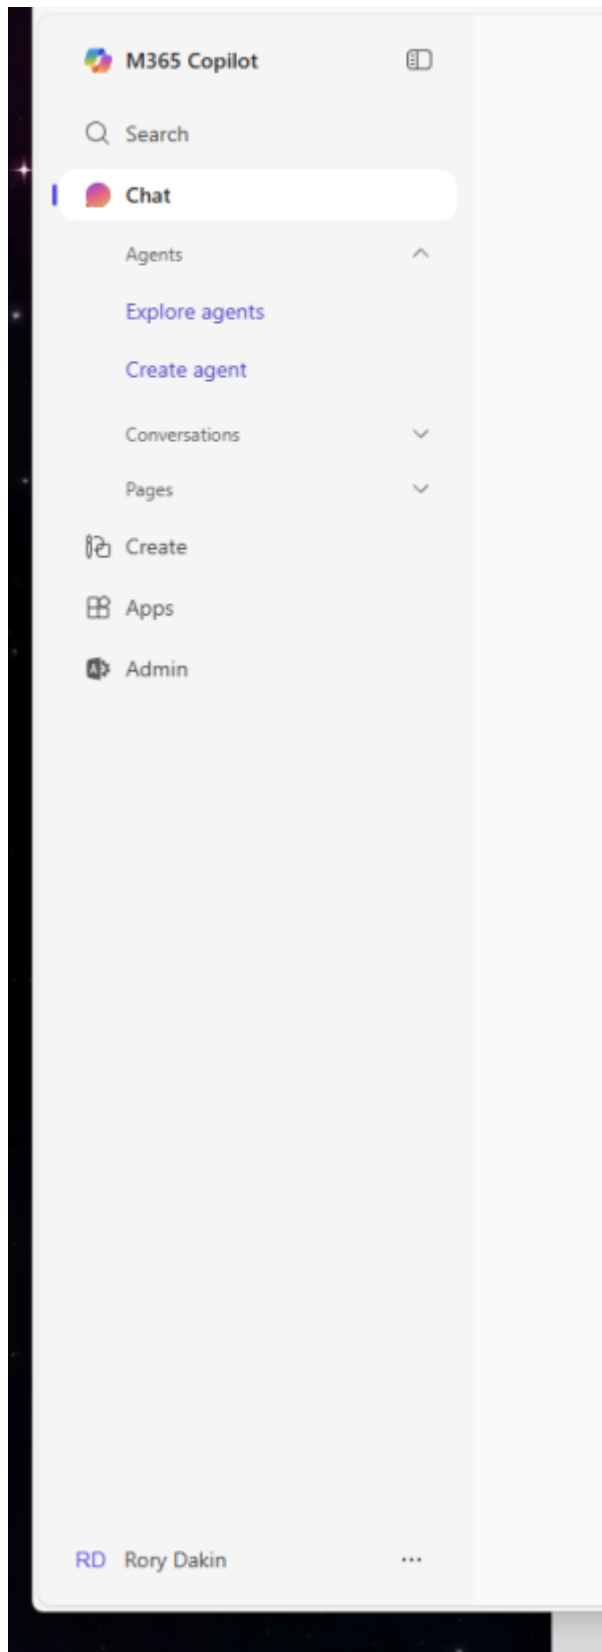 M365 Copilot
Search
Chat
Agents
Explore agents
Create agent
Conversations
Pages
Create
Apps
Admin
RD Rory Dakin